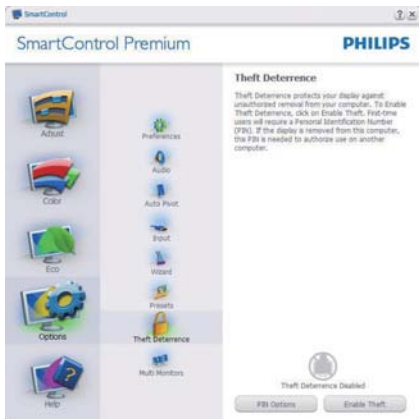 SmartControl
SmartControl Premium
PHILIPS
Adjust
Color
Eco
Options
Help
Preferences
Audio
Auto Pivot
Input
Wizard
Presets
Theft Deterrence
Multi Monitors
Theft Deterrence
Theft Deterrence protects your display against
unauthorized removal from your computer. To Enable
Theft Deterrence, click on Enable Theft. First-time
users will require a Personal Identification Number
(PIN). If the display is removed from this computer,
this PIN is needed to authorize use on another
computer.
Theft Deterrence Disabled
PIN Options
Enable Theft